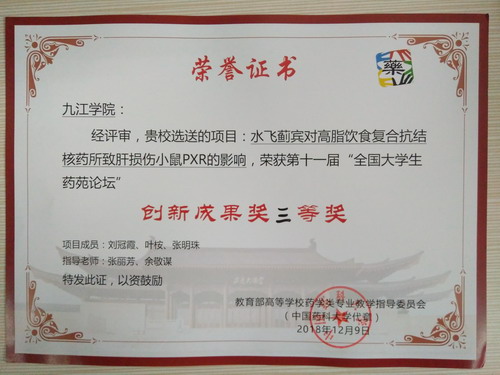 荣誉证书
藥
九江学院：
经评审，贵校选送的项目：水飞蓟宾对高脂饮食复合抗结
核药所致肝损伤小鼠PXR的影响，荣获第十一届“全国大学生
药苑论坛”
创新成果奖三等奖
项目成员：刘冠霞、叶桉、张明珠
指导老师：张丽芳、余敬谋
特发此证，以资鼓励
教育部高等学校药学类专业教学指导委员会
（中国药科大学代章）
2018年12月9日